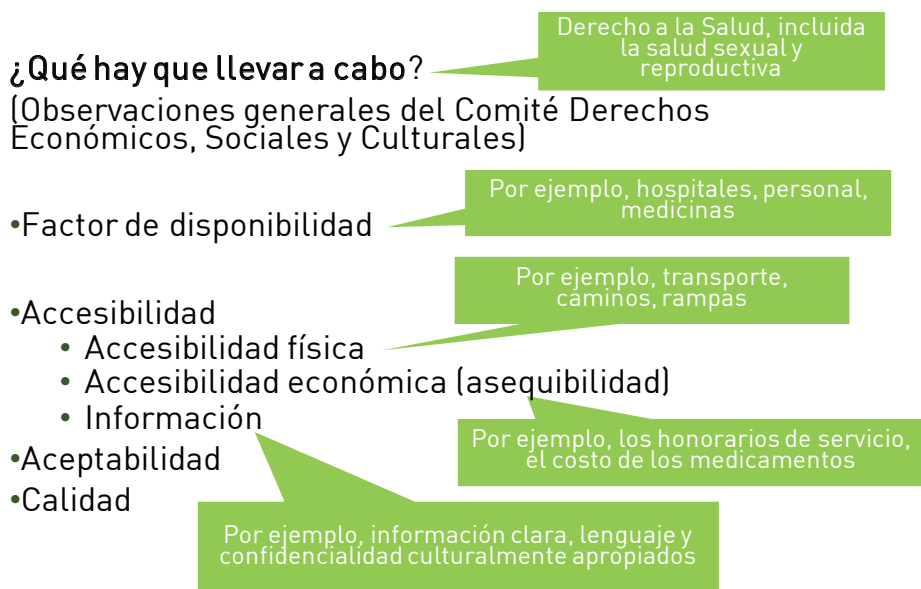 Derecho a la Salud, incluida
la salud sexual y
reproductiva
¿Qué hay que llevar a cabo?
(Observaciones generales del Comité Derechos
Económicos, Sociales y Culturales)
Por ejemplo, hospitales, personal,
medicinas
•Factor de disponibilidad
Por ejemplo, transporte,
caminos, rampas
•Accesibilidad
• Accesibilidad física
• Accesibilidad económica (asequibilidad)
• Información
Por ejemplo, los honorarios de servicio,
el costo de los medicamentos
•Aceptabilidad
•Calidad
Por ejemplo, información clara, lenguaje y
confidencialidad culturalmente apropiados